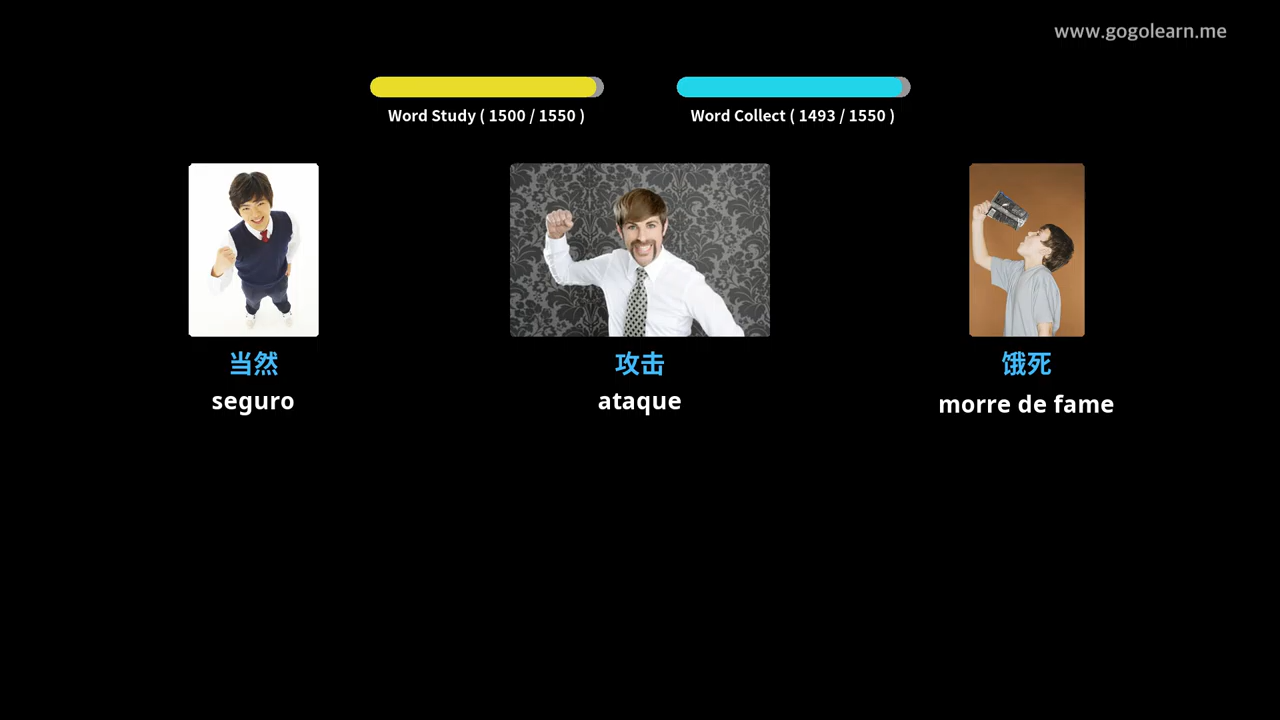 www.gogolearn.me
Word Study ( 1500 / 1550 )
Word Collect ( 1493 / 1550 )
当然
seguro
攻击
ataque
饿死
morre de fame